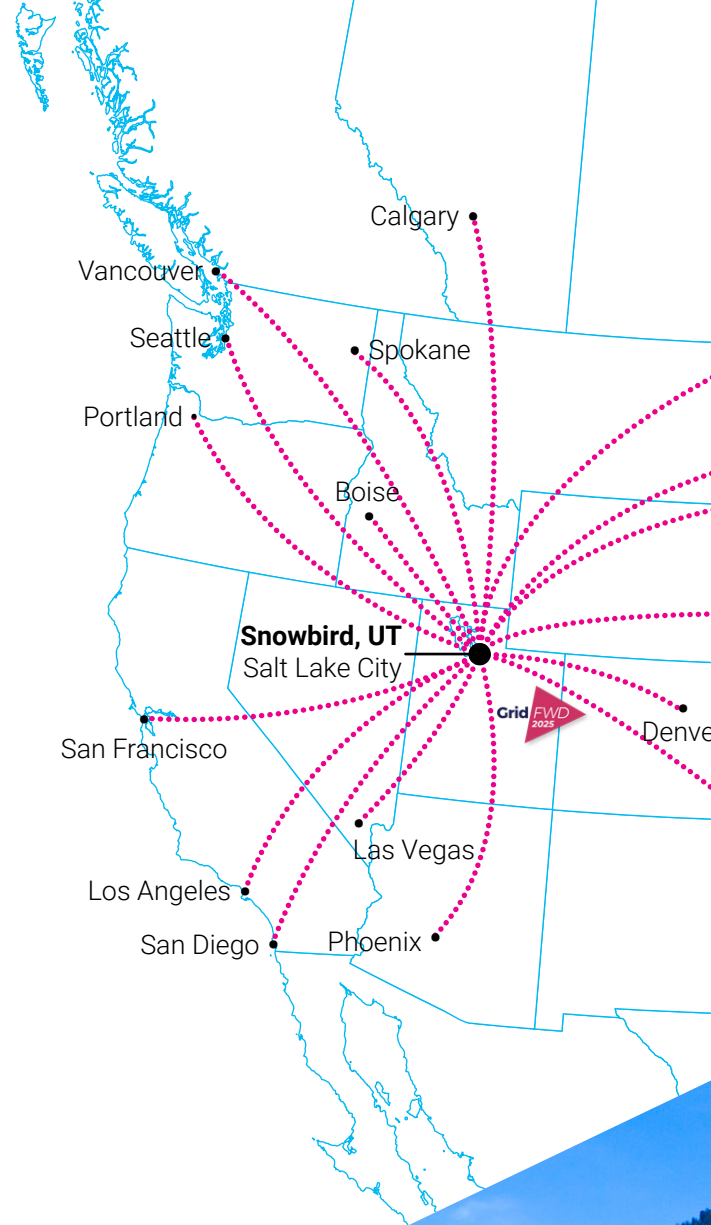 Calgary
Vancouver
Seattle
Spokane
Portland
Boise
Snowbird, UT
Salt Lake City
Grid FWD
2025
Denve
San Francisco
Las Vegas
Los Angeles
San Diego
Phoenix